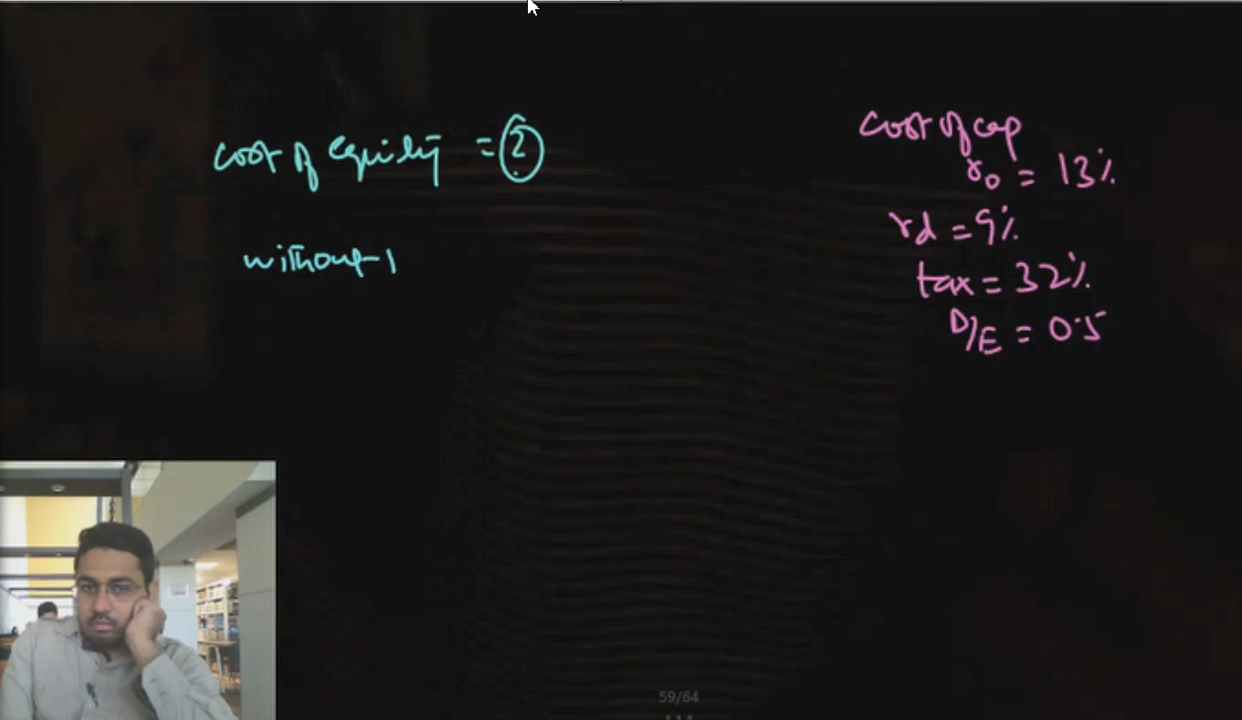 cost of equity = 2
without
cost of cap
r0 = 13%
rd = 9%
tax = 32%
D/E = 0.5
59/64